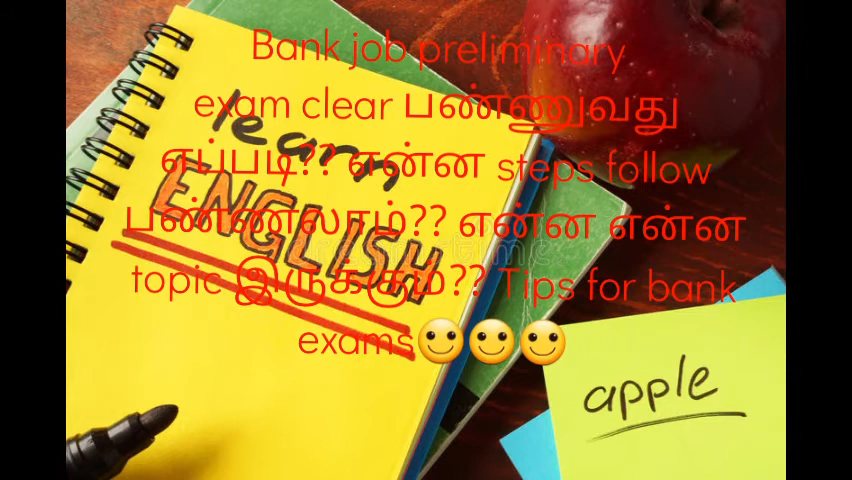 Bank job preliminary
exam clear பண்ணுவது
எப்படி?? என்ன steps follow
பண்ணலாம்?? என்ன என்ன
topic இருக்கும்?? Tips for bank
exams🙂🙂🙂
learn
ENGLISH
apple